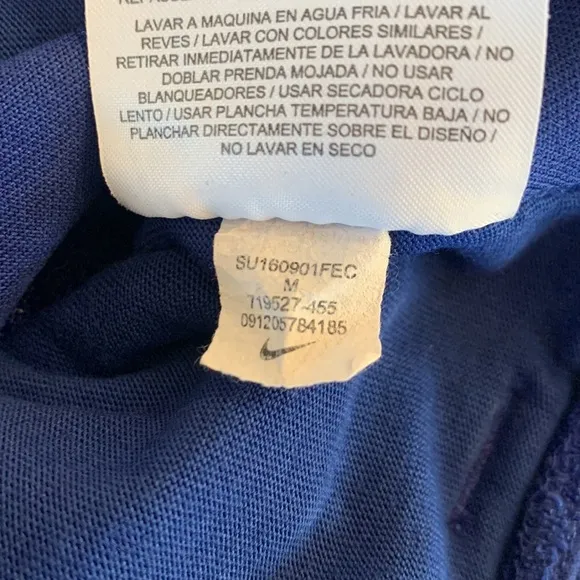 LAVAR A MAQUINA EN AGUA FRIA / LAVAR AL
REVES / LAVAR CON COLORES SIMILARES /
RETIRAR INMEDIATAMENTE DE LA LAVADORA / NO
DOBLAR PRENDA MOJADA / NO USAR
BLANQUEADORES / USAR SECADORA CICLO
LENTO / USAR PLANCHA TEMPERATURA BAJA / NO
PLANCHAR DIRECTAMENTE SOBRE EL DISEÑO /
NO LAVAR EN SECO
SU160901FEC
M
719527-455
091205784185